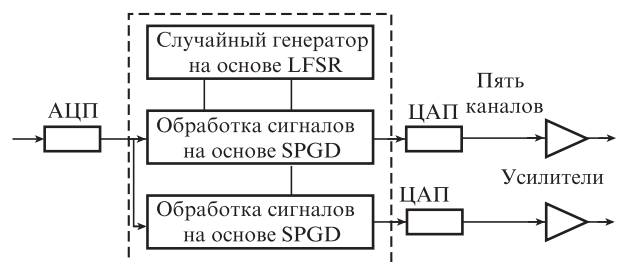 Случайный генератор
на основе LFSR
АЦП
Обработка сигналов
на основе SPGD
ЦАП
Пять
каналов
Обработка сигналов
на основе SPGD
ЦАП
Усилители